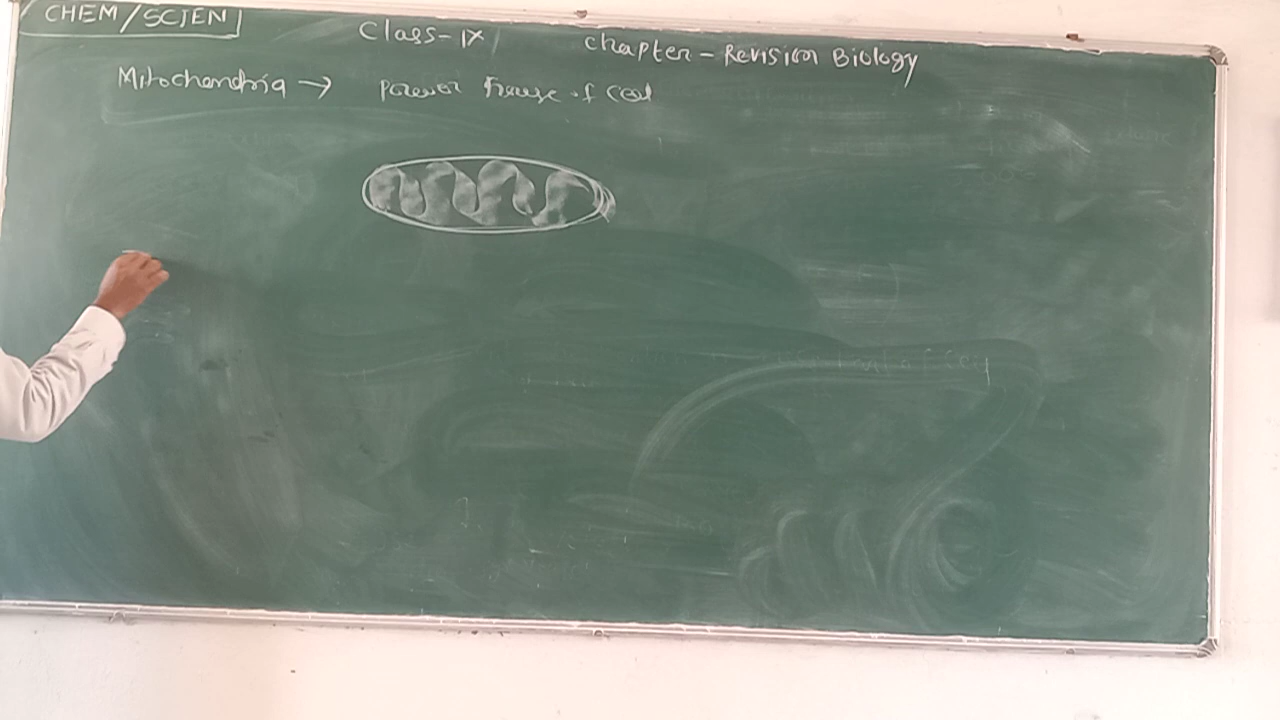 CHEM/SCIEN
Class-IX
Chapter - Revision Biology
Mitochondria → power house of cell